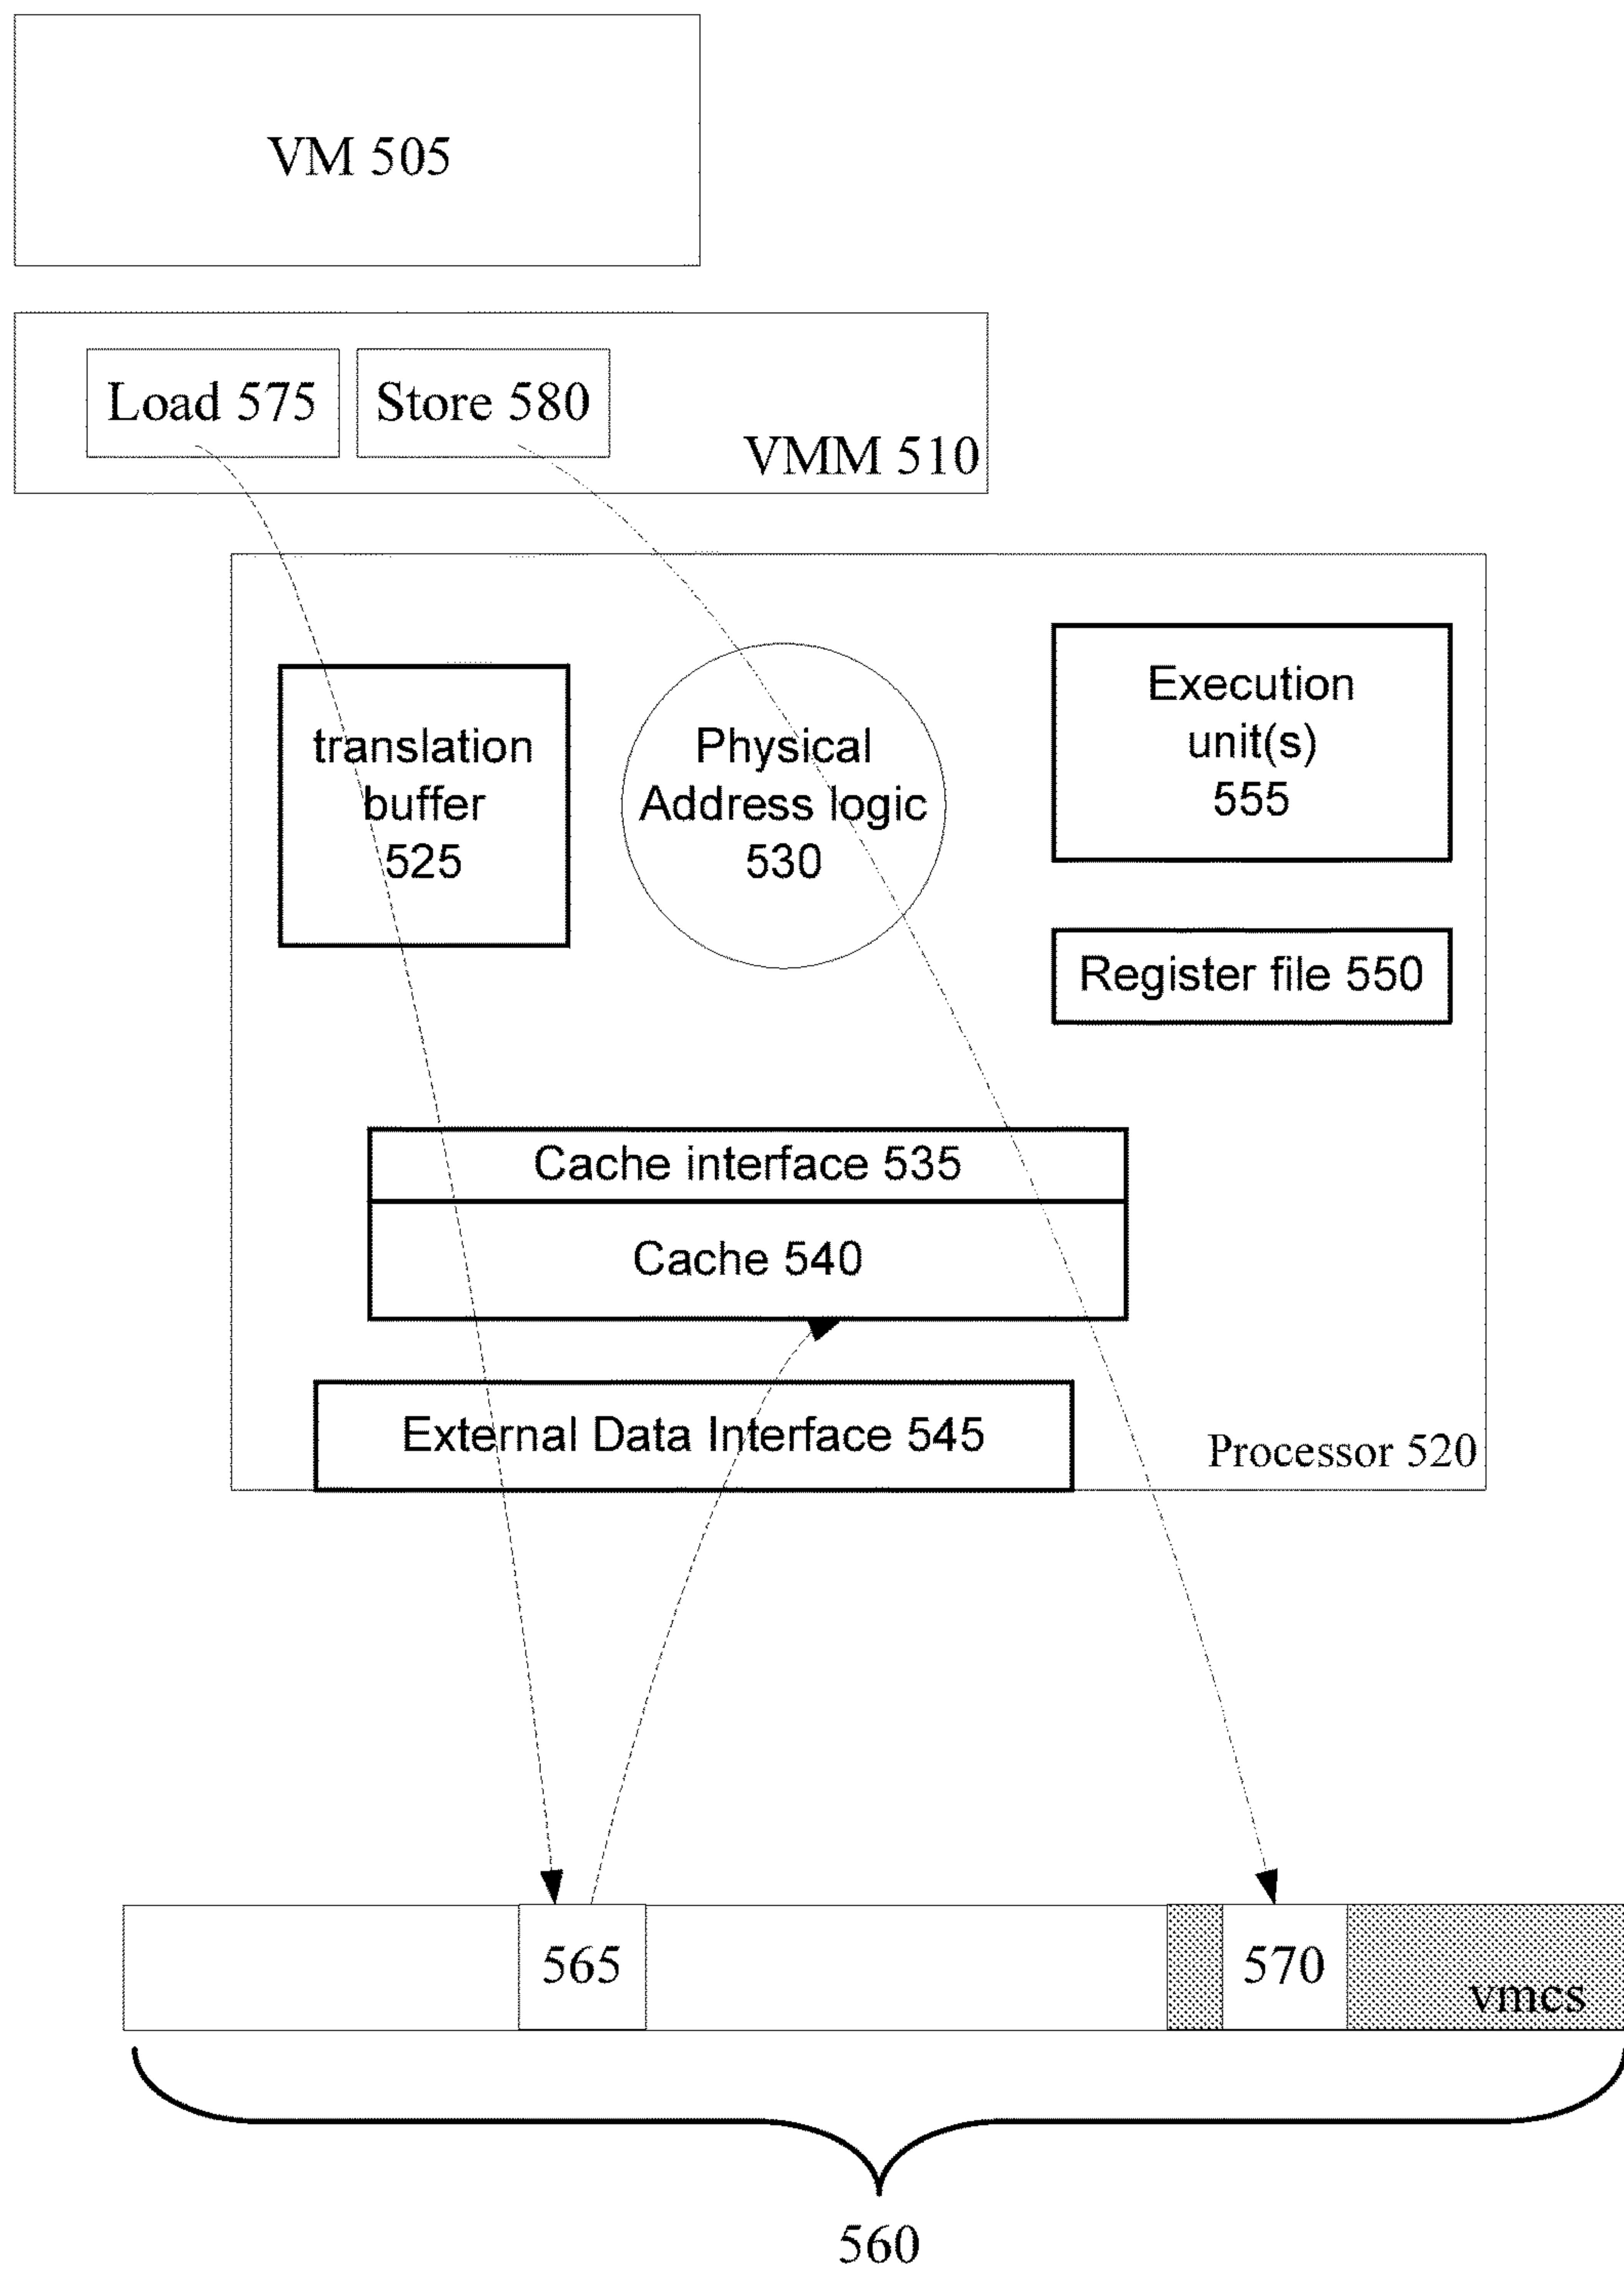 VM 505
Load 575
Store 580
VMM 510
translation
buffer
525
Physical
Address logic
530
Execution
unit(s)
555
Register file 550
Cache interface 535
Cache 540
External Data Interface 545
Processor 520
565
570
vmcs
560